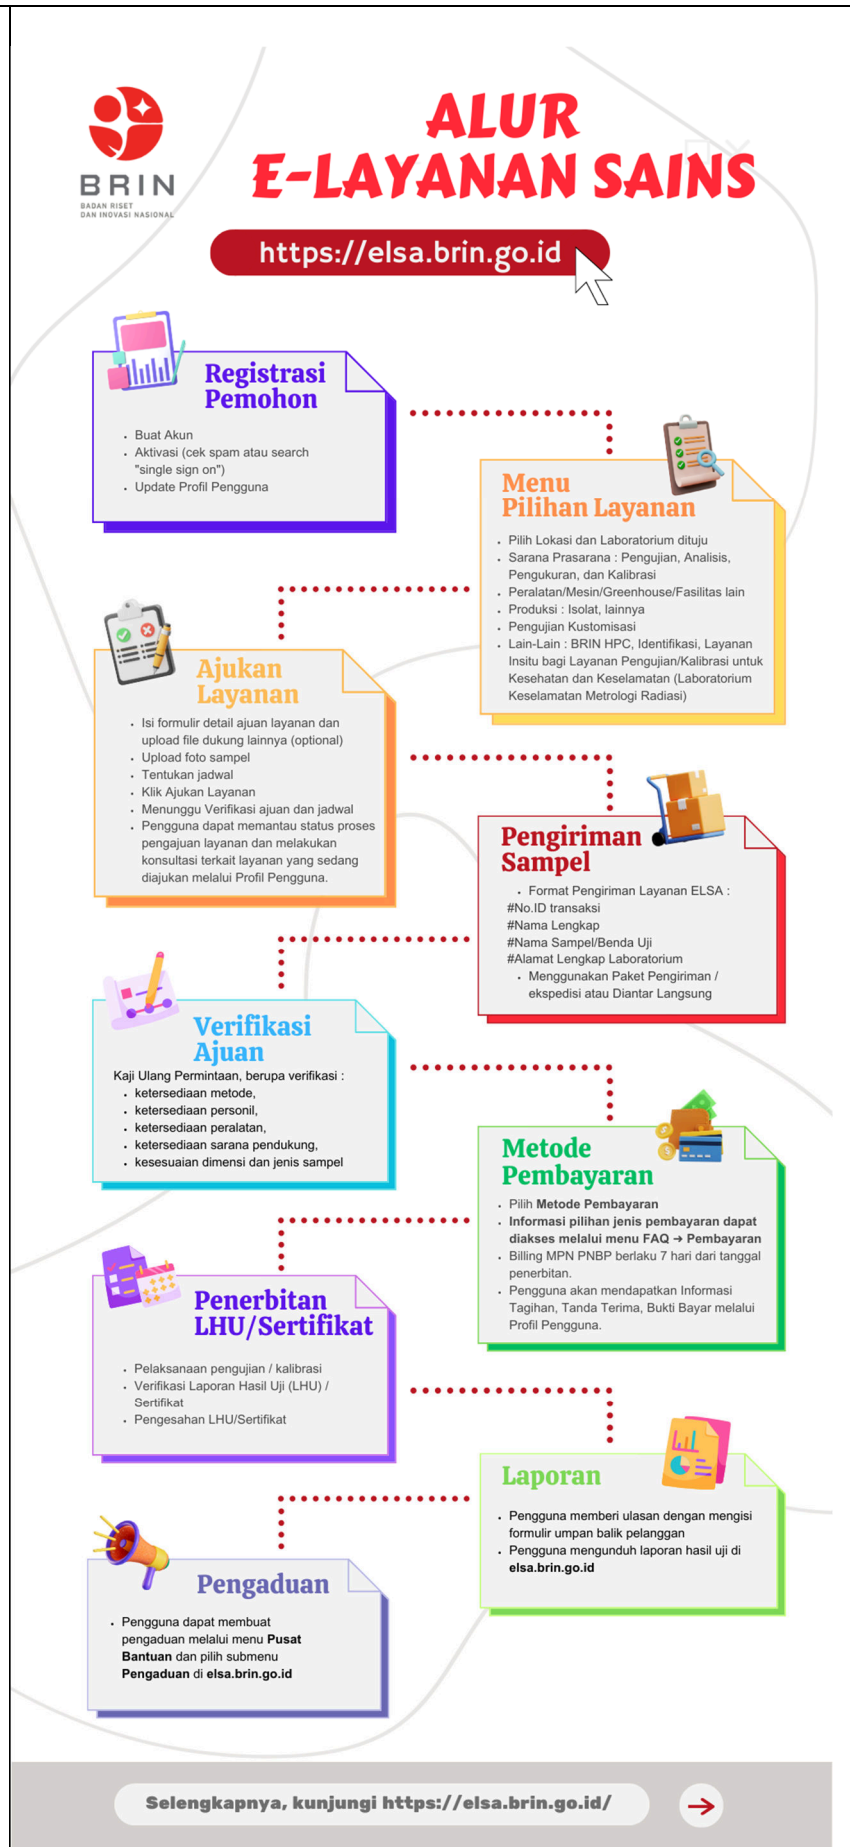 BRIN
BADAN RISET
DAN INOVASI NASIONAL
ALUR
E-LAYANAN SAINS
https://elsa.brin.go.id
Registrasi
Pemohon
• Buat Akun
• Aktivasi (cek spam atau search
"single sign on")
• Update Profil Pengguna
Menu
Pilihan Layanan
• Pilih Lokasi dan Laboratorium dituju
• Sarana Prasarana : Pengujian, Analisis,
Pengukuran, dan Kalibrasi
• Peralatan/Mesin/Greenhouse/Fasilitas lain
• Produksi : Isolat, lainnya
• Pengujian Kustomisasi
• Lain-Lain : BRIN HPC, Identifikasi, Layanan
Insitu bagi Layanan Pengujian/Kalibrasi untuk
Kesehatan dan Keselamatan (Laboratorium
Keselamatan Metrologi Radiasi)
Ajukan
Layanan
• Isi formulir detail ajuan layanan dan
upload file dukung lainnya (optional)
• Upload foto sampel
• Tentukan jadwal
• Klik Ajukan Layanan
• Menunggu Verifikasi ajuan dan jadwal
• Pengguna dapat memantau status proses
pengajuan layanan dan melakukan
konsultasi terkait layanan yang sedang
diajukan melalui Profil Pengguna.
Pengiriman
Sampel
• Format Pengiriman Layanan ELSA :
#No.ID transaksi
#Nama Lengkap
#Nama Sampel/Benda Uji
#Alamat Lengkap Laboratorium
• Menggunakan Paket Pengiriman /
ekspedisi atau Diantar Langsung
Verifikasi
Ajuan
Kaji Ulang Permintaan, berupa verifikasi :
• ketersediaan metode,
• ketersediaan personil,
• ketersediaan peralatan,
• ketersediaan sarana pendukung,
• kesesuaian dimensi dan jenis sampel
Metode
Pembayaran
• Pilih Metode Pembayaran
• Informasi pilihan jenis pembayaran dapat
diakses melalui menu FAQ ➜ Pembayaran
• Billing MPN PNBP berlaku 7 hari dari tanggal
penerbitan.
• Pengguna akan mendapatkan Informasi
Tagihan, Tanda Terima, Bukti Bayar melalui
Profil Pengguna.
Penerbitan
LHU/Sertifikat
• Pelaksanaan pengujian / kalibrasi
• Verifikasi Laporan Hasil Uji (LHU) /
Sertifikat
• Pengesahan LHU/Sertifikat
Laporan
• Pengguna memberi ulasan dengan mengisi
formulir umpan balik pelanggan
• Pengguna mengunduh laporan hasil uji di
elsa.brin.go.id
Pengaduan
• Pengguna dapat membuat
pengaduan melalui menu Pusat
Bantuan dan pilih submenu
Pengaduan di elsa.brin.go.id
Selengkapnya, kunjungi https://elsa.brin.go.id/